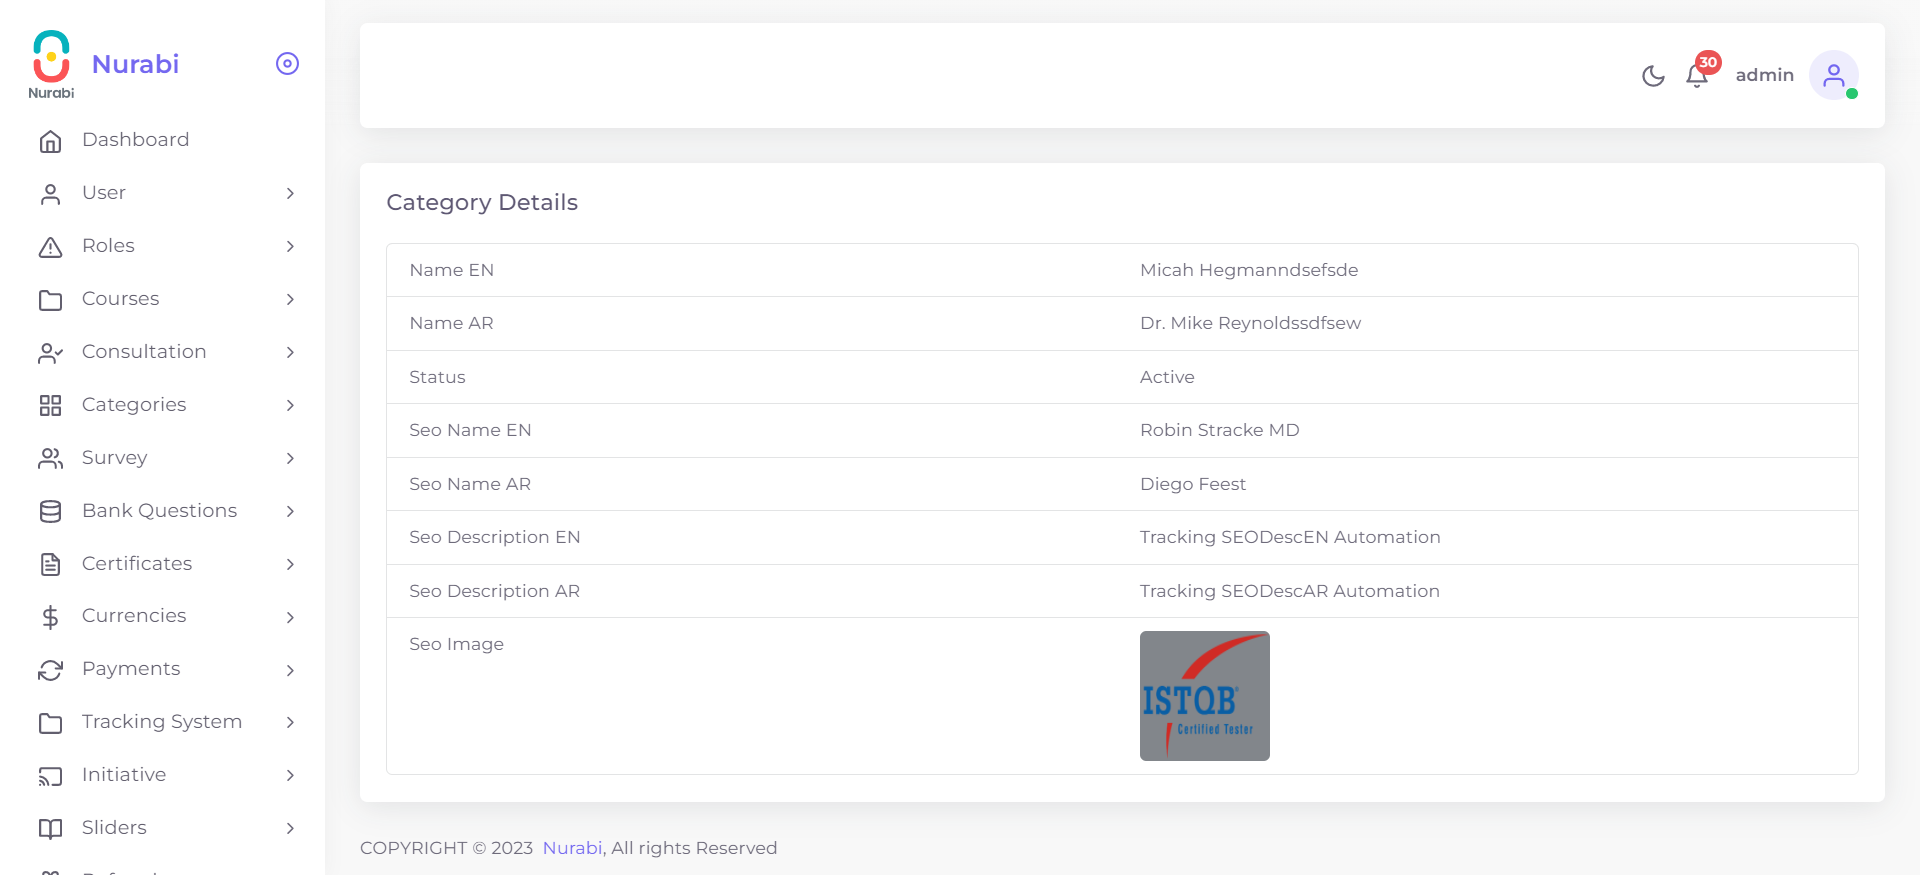 Nurabi
Nurabi
Dashboard
User
Roles
Courses
Consultation
Categories
Survey
Bank Questions
Certificates
Currencies
Payments
Tracking System
Initiative
Sliders
30
admin
Category Details
Name EN Micah Hegmanndsefsde
Name AR Dr. Mike Reynoldssdfsew
Status Active
Seo Name EN Robin Stracke MD
Seo Name AR Diego Feest
Seo Description EN Tracking SEODescEN Automation
Seo Description AR Tracking SEODescAR Automation
Seo Image
ISTQB®
Certified Tester
COPYRIGHT © 2023 Nurabi, All rights Reserved